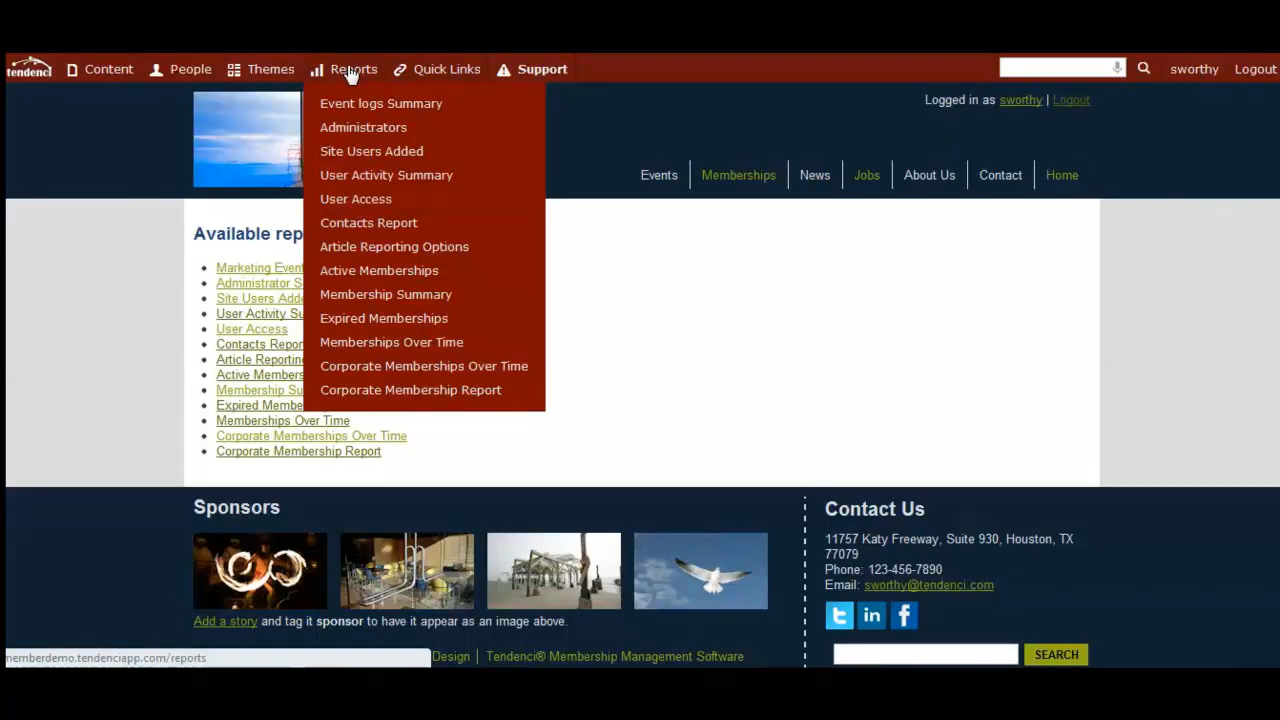 tendenci Content People Themes Reports Quick Links Support sworthy Logout
Logged in as sworthy | Logout
Events Memberships News Jobs About Us Contact Home
Event logs Summary
Administrators
Site Users Added
User Activity Summary
User Access
Contacts Report
Article Reporting Options
Active Memberships
Membership Summary
Expired Memberships
Memberships Over Time
Corporate Memberships Over Time
Corporate Membership Report
Available rep
Marketing Even
Administrator S
Site Users Adde
User Activity Su
User Access
Contacts Repor
Article Reporting
Active Members
Membership Su
Expired Membe
Memberships Over Time
Corporate Memberships Over Time
Corporate Membership Report
Sponsors
Add a story and tag it sponsor to have it appear as an image above.
Contact Us
11757 Katy Freeway, Suite 930, Houston, TX
77079
Phone: 123-456-7890
Email: sworthy@tendenci.com
SEARCH
memberdemo.tendenciapp.com/reports
Design | Tendenci® Membership Management Software